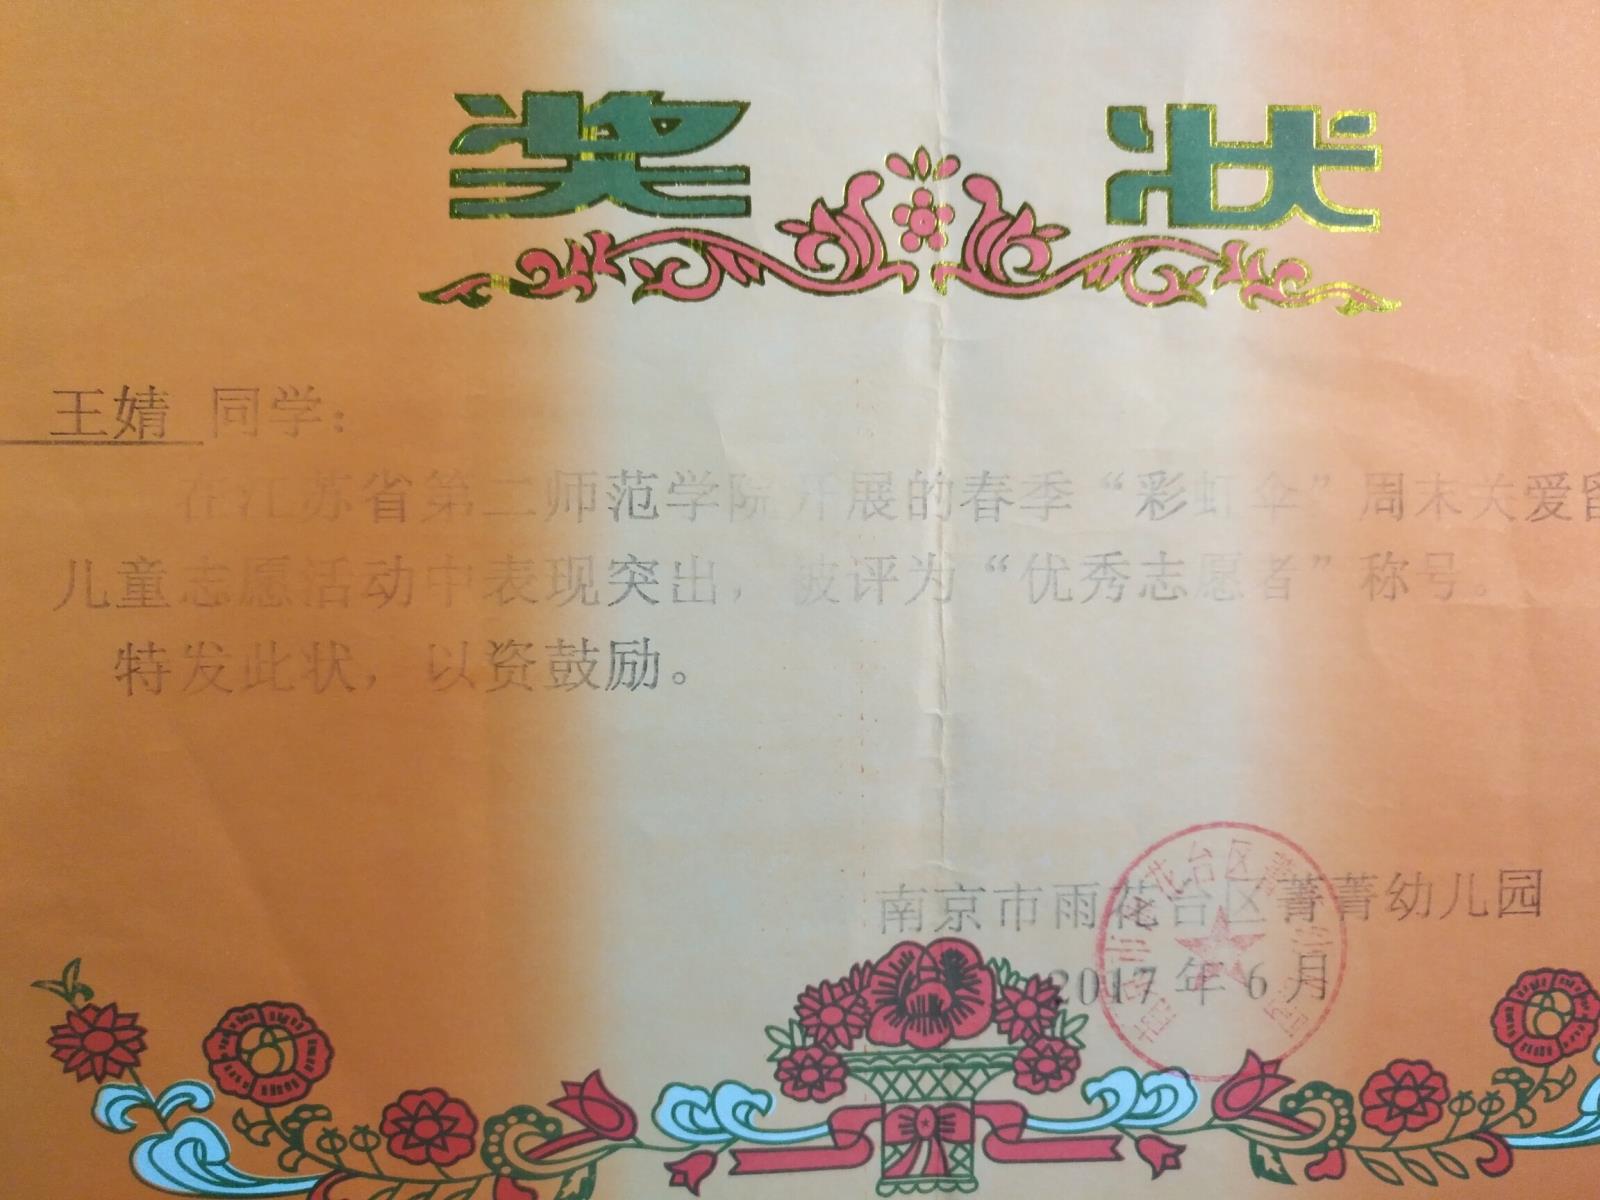 奖状
王婧 同学：
在江苏省第二师范学院开展的春季“彩虹伞”周末关爱留
儿童志愿活动中表现突出，被评为“优秀志愿者”称号。
特发此状，以资鼓励。
南京市雨花台区菁菁幼儿园
2017年6月